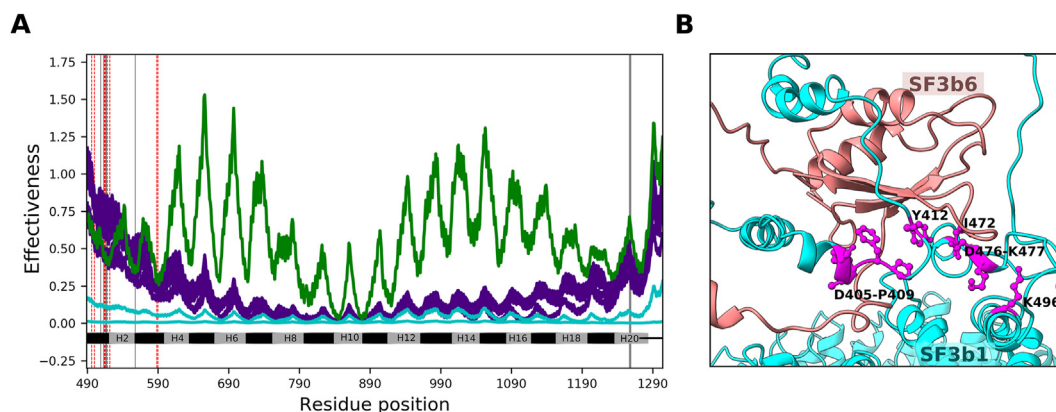 A
B
1.75
1.50
1.25
1.00
0.75
0.50
0.25
0.00
−0.25
Effectiveness
H2 H4 H6 H8 H10 H12 H14 H16 H18 H20
490 590 690 790 890 990 1090 1190 1290
Residue position
SF3b6
Y412
I472
D476-K477
D405-P409
K496
SF3b1